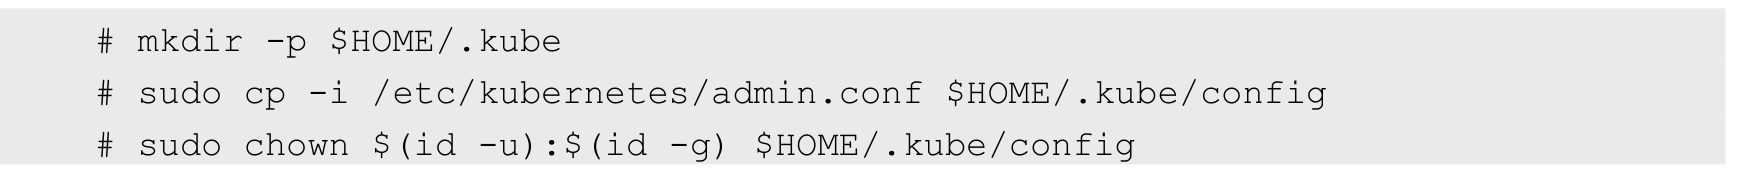 # mkdir -p $HOME/.kube
# sudo cp -i /etc/kubernetes/admin.conf $HOME/.kube/config
# sudo chown $(id -u):$(id -g) $HOME/.kube/config